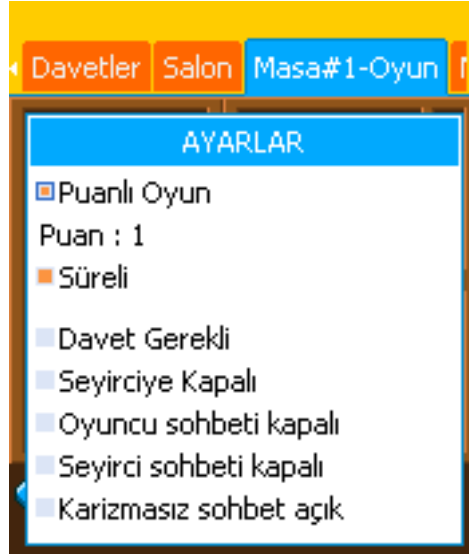 Davetler Salon Masa#1-Oyun
AYARLAR
Puanlı Oyun
Puan : 1
Süreli
Davet Gerekli
Seyirciye Kapalı
Oyuncu sohbeti kapalı
Seyirci sohbeti kapalı
Karizmasız sohbet açık